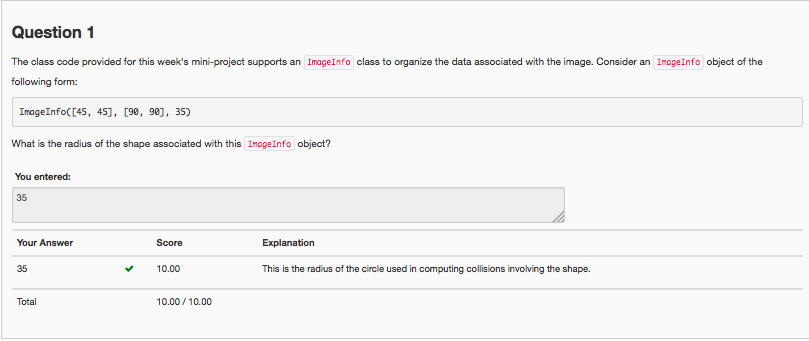 Question 1
The class code provided for this week's mini-project supports an ImageInfo class to organize the data associated with the image. Consider an ImageInfo object of the
following form:
ImageInfo([45, 45], [90, 90], 35)
What is the radius of the shape associated with this ImageInfo object?
You entered:
35
Your Answer Score Explanation
35 10.00 This is the radius of the circle used in computing collisions involving the shape.
Total 10.00 / 10.00